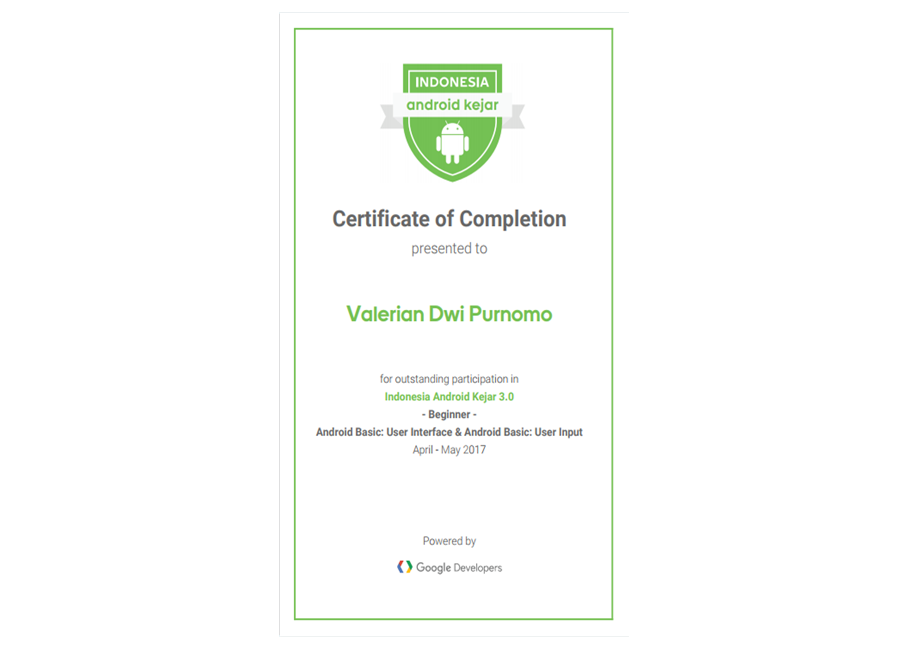 INDONESIA
android kejar
Certificate of Completion
presented to
Valerian Dwi Purnomo
for outstanding participation in
Indonesia Android Kejar 3.0
- Beginner -
Android Basic: User Interface & Android Basic: User Input
April - May 2017
Powered by
Google Developers